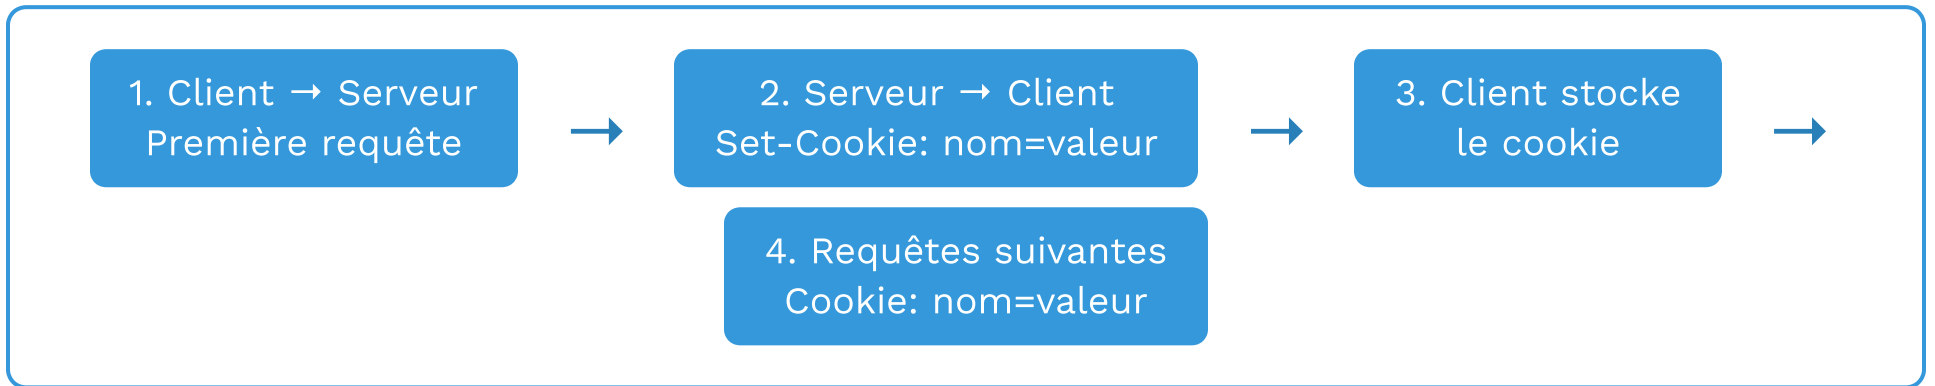 1. Client → Serveur
Première requête
→
2. Serveur → Client
Set-Cookie: nom=valeur
→
3. Client stocke
le cookie
→
4. Requêtes suivantes
Cookie: nom=valeur